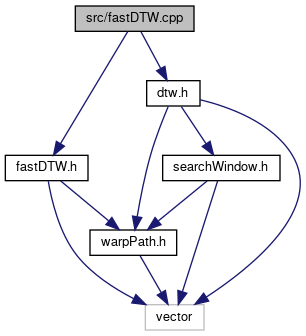 src/fastDTW.cpp
dtw.h
fastDTW.h
searchWindow.h
warpPath.h
vector